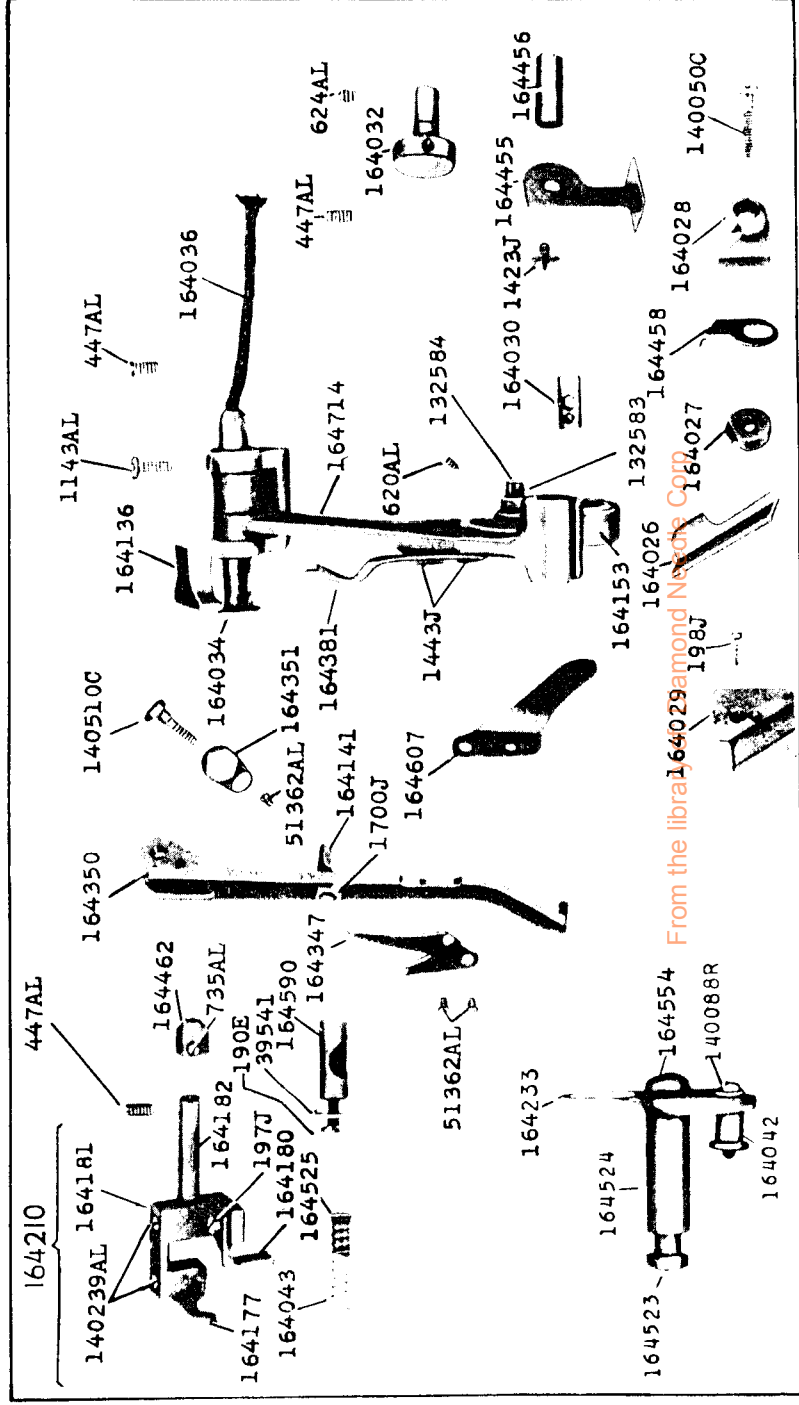 164210
140239AL
164181
447AL
164462
735AL
164182
197J
164180
164525
164177
164043
190E
39541
164590
164347
164350
51362AL
164141
1700J
51362AL
140510C
164351
164607
164233
164554
140088R
164524
164523
164042
164136
1143AL
447AL
164036
164034
164714
164381
1443J
620AL
132584
132583
164153
447AL
624AL
164032
164030
1423J
164455
164456
164029
198J
164026
164027
164458
164028
140050C
From the library of: Diamond Needle Corp